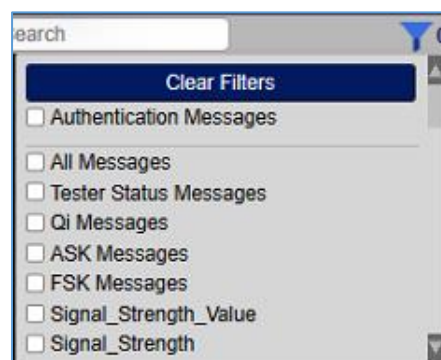 earch
Clear Filters
Authentication Messages
All Messages
Tester Status Messages
Qi Messages
ASK Messages
FSK Messages
Signal_Strength_Value
Signal_Strength